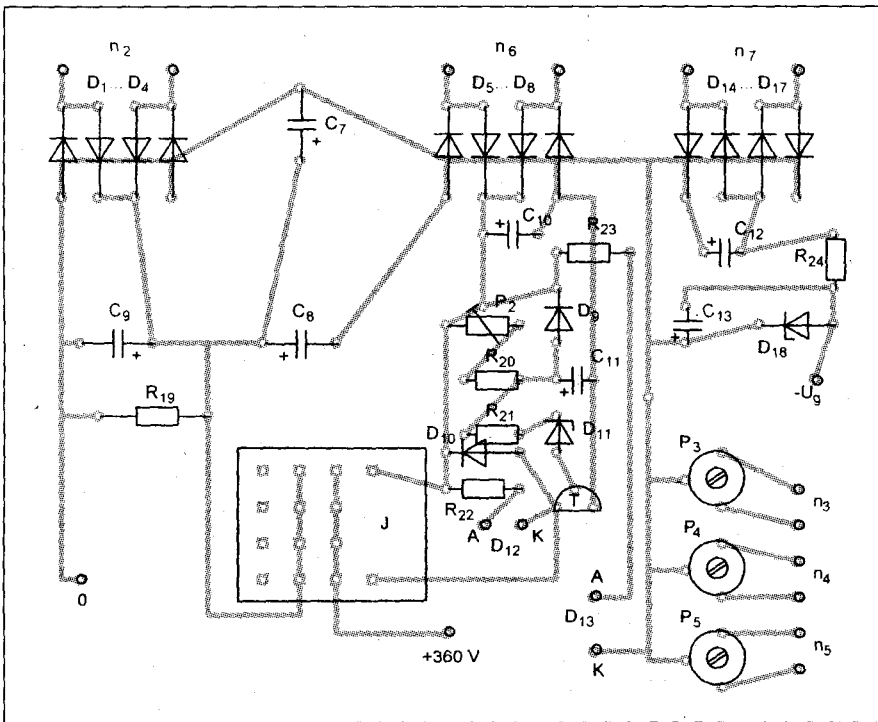 n2 n6 n7
D1...D4 D5...D8 D14...D17
C7
C10 R23 C12
R24
P2 D9 C13
C9 C8
D18
R20 C11
-Ug
R19 R21
D10 D11
P3
J T
R22 n3
A D12 K
P4
A n4
0
D13
P5
+360 V K n5